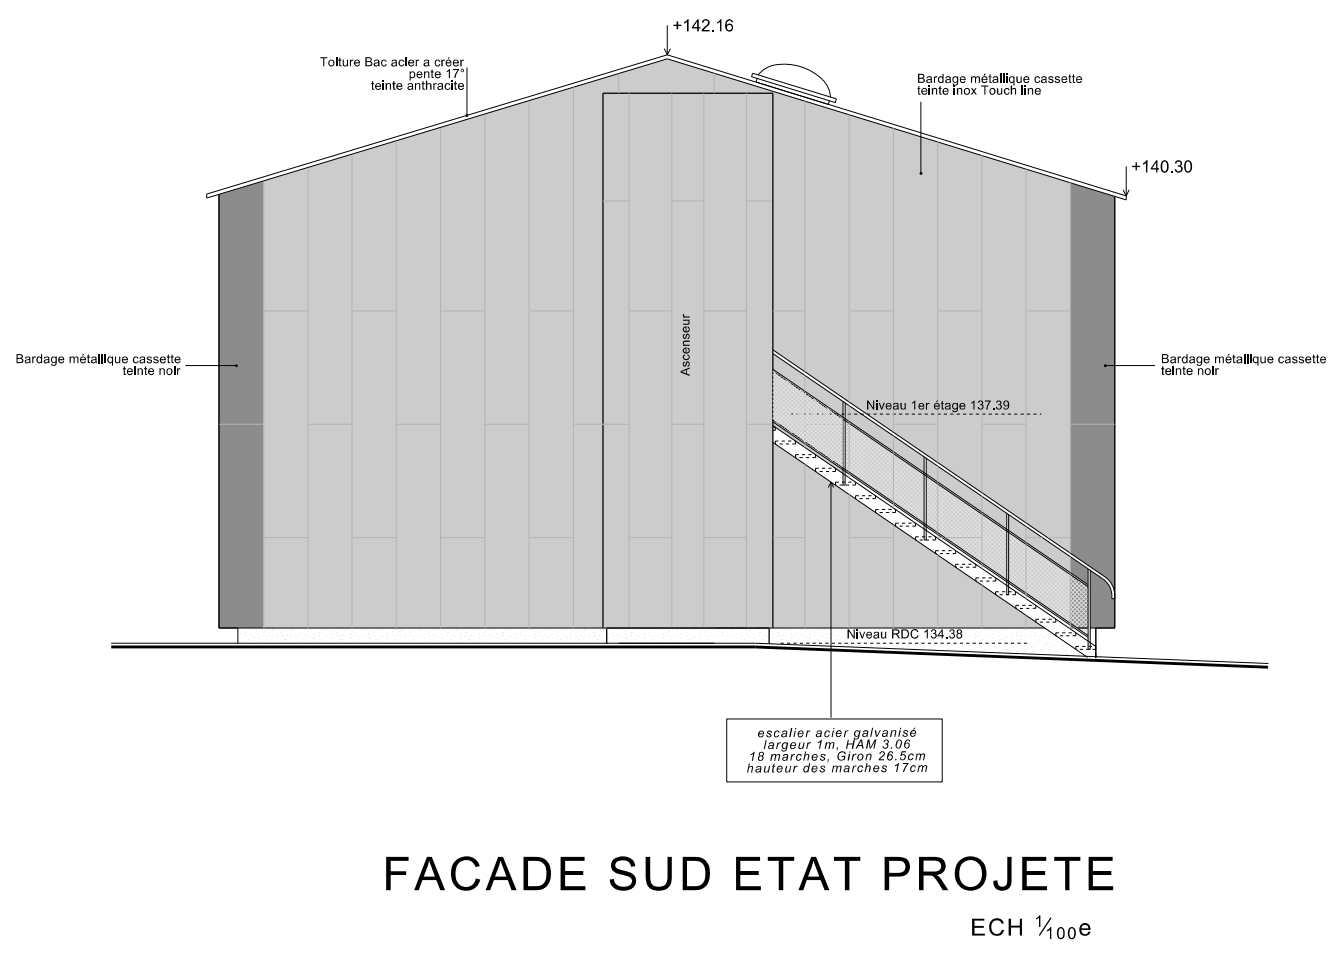 +142.16
Toiture Bac acier a créer
pente 17°
teinte anthracite
Bardage métallique cassette
teinte inox Touch line
+140.30
Ascenseur
Bardage métallique cassette
teinte noir
Bardage métallique cassette
teinte noir
Niveau 1er étage 137.39
Niveau RDC 134.38
escalier acier galvanisé
largeur 1m, HAM 3.06
18 marches, Giron 26.5cm
hauteur des marches 17cm
FACADE SUD ETAT PROJETE
ECH 1/100e